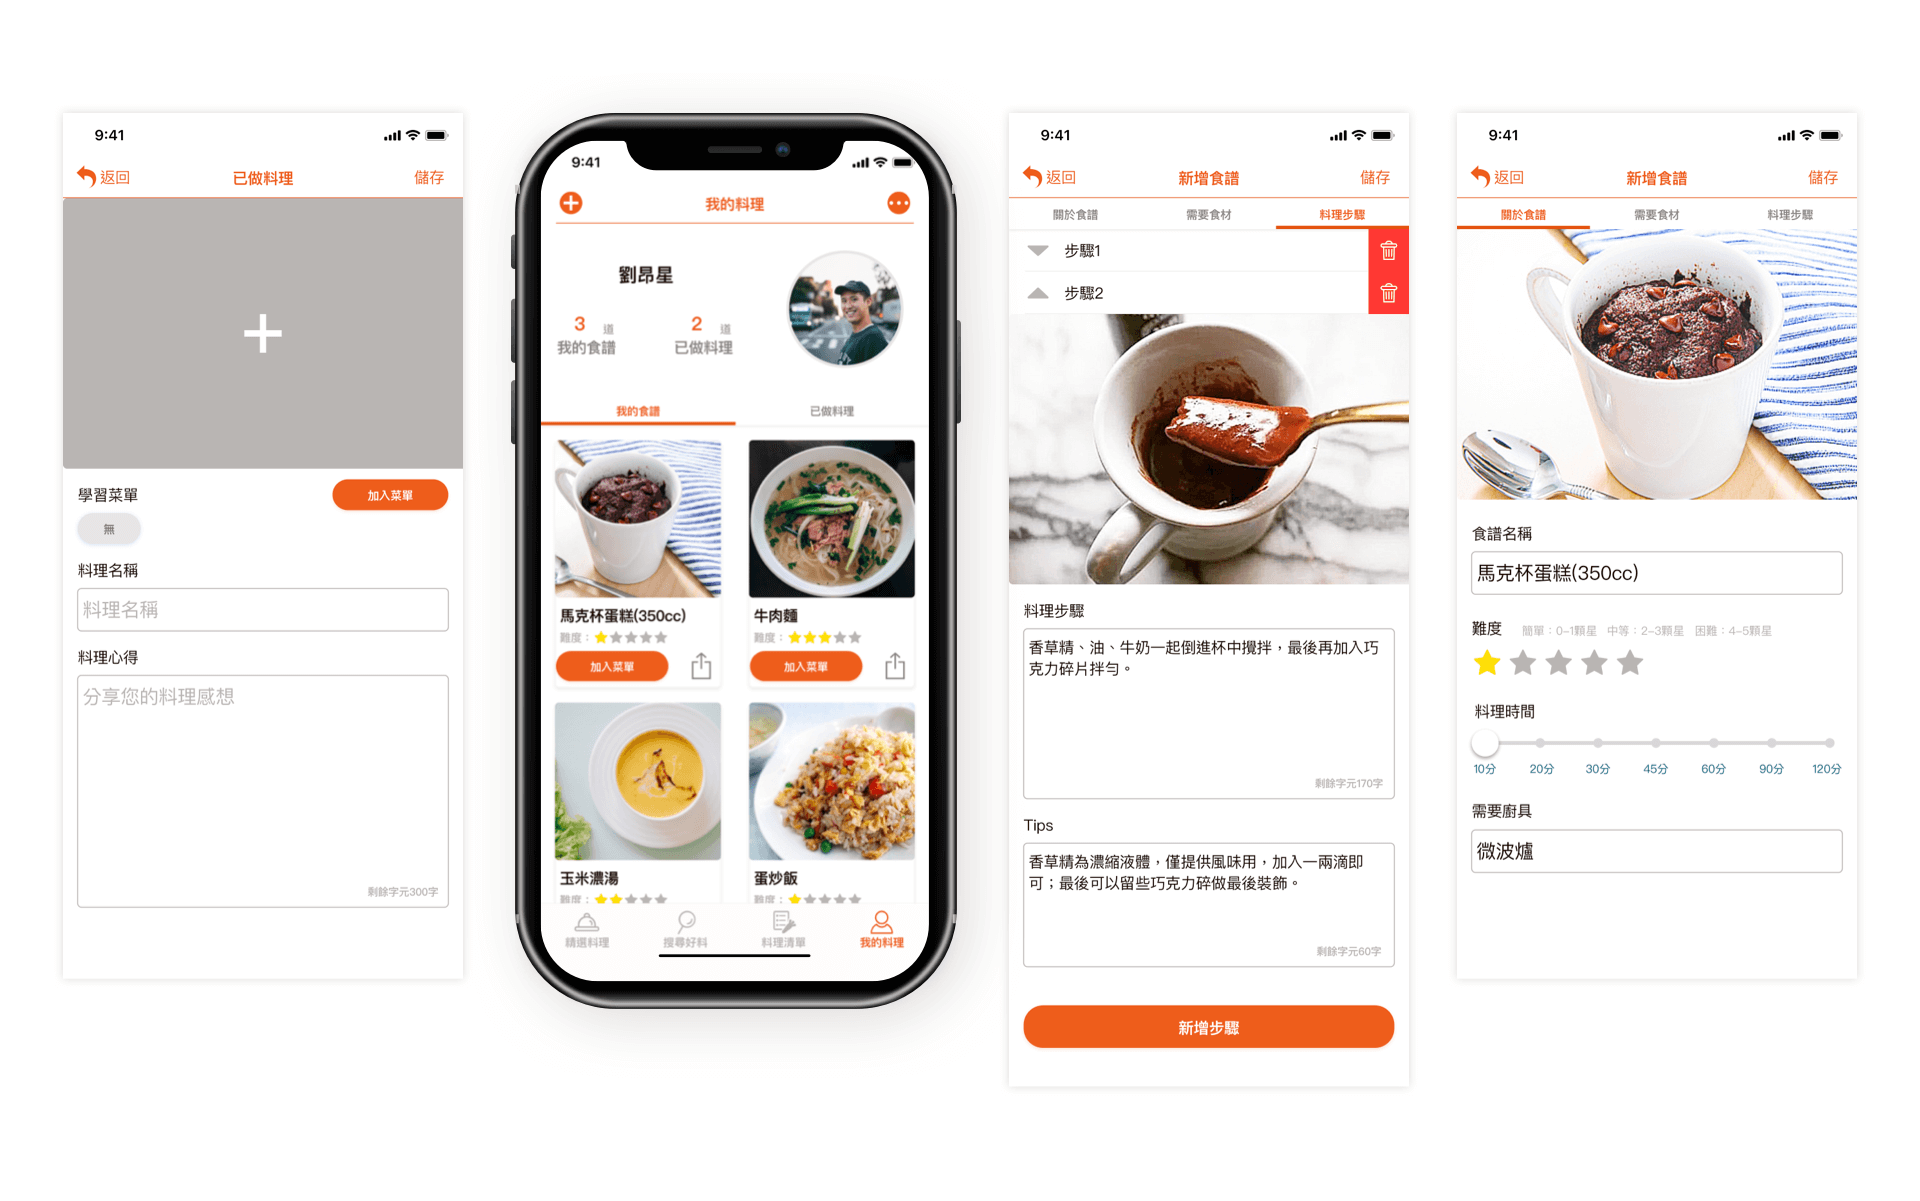 9:41
返回
已做料理
儲存
學習菜單
加入菜單
無
料理名稱
料理名稱
料理心得
分享您的料理感想
剩餘字元300字
9:41
我的料理
劉昂星
3 道
我的食譜
2 道
已做料理
我的食譜
已做料理
馬克杯蛋糕(350cc)
難度：
加入菜單
牛肉麵
難度：
加入菜單
玉米濃湯
難度：
蛋炒飯
難度：
精選料理
搜尋好料
料理清單
我的料理
9:41
返回
新增食譜
儲存
關於食譜
需要食材
料理步驟
步驟1
步驟2
料理步驟
香草精、油、牛奶一起倒進杯中攪拌，最後再加入巧
克力碎片拌勻。
剩餘字元170字
Tips
香草精為濃縮液體，僅提供風味用，加入一兩滴即
可；最後可以留些巧克力碎做最後裝飾。
剩餘字元60字
新增步驟
9:41
返回
新增食譜
儲存
關於食譜
需要食材
料理步驟
食譜名稱
馬克杯蛋糕(350cc)
難度 簡單：0-1顆星 中等：2-3顆星 困難：4-5顆星
料理時間
10分 20分 30分 45分 60分 90分 120分
需要廚具
微波爐